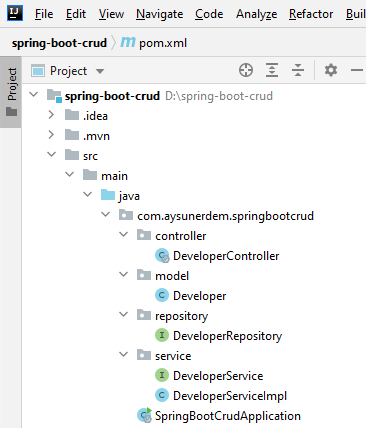 IJ File Edit View Navigate Code Analyze Refactor Buil
spring-boot-crud pom.xml
Project
Project
spring-boot-crud D:\spring-boot-crud
.idea
.mvn
src
main
java
com.aysunerdem.springbootcrud
controller
C DeveloperController
model
C Developer
repository
I DeveloperRepository
service
I DeveloperService
C DeveloperServiceImpl
C SpringBootCrudApplication